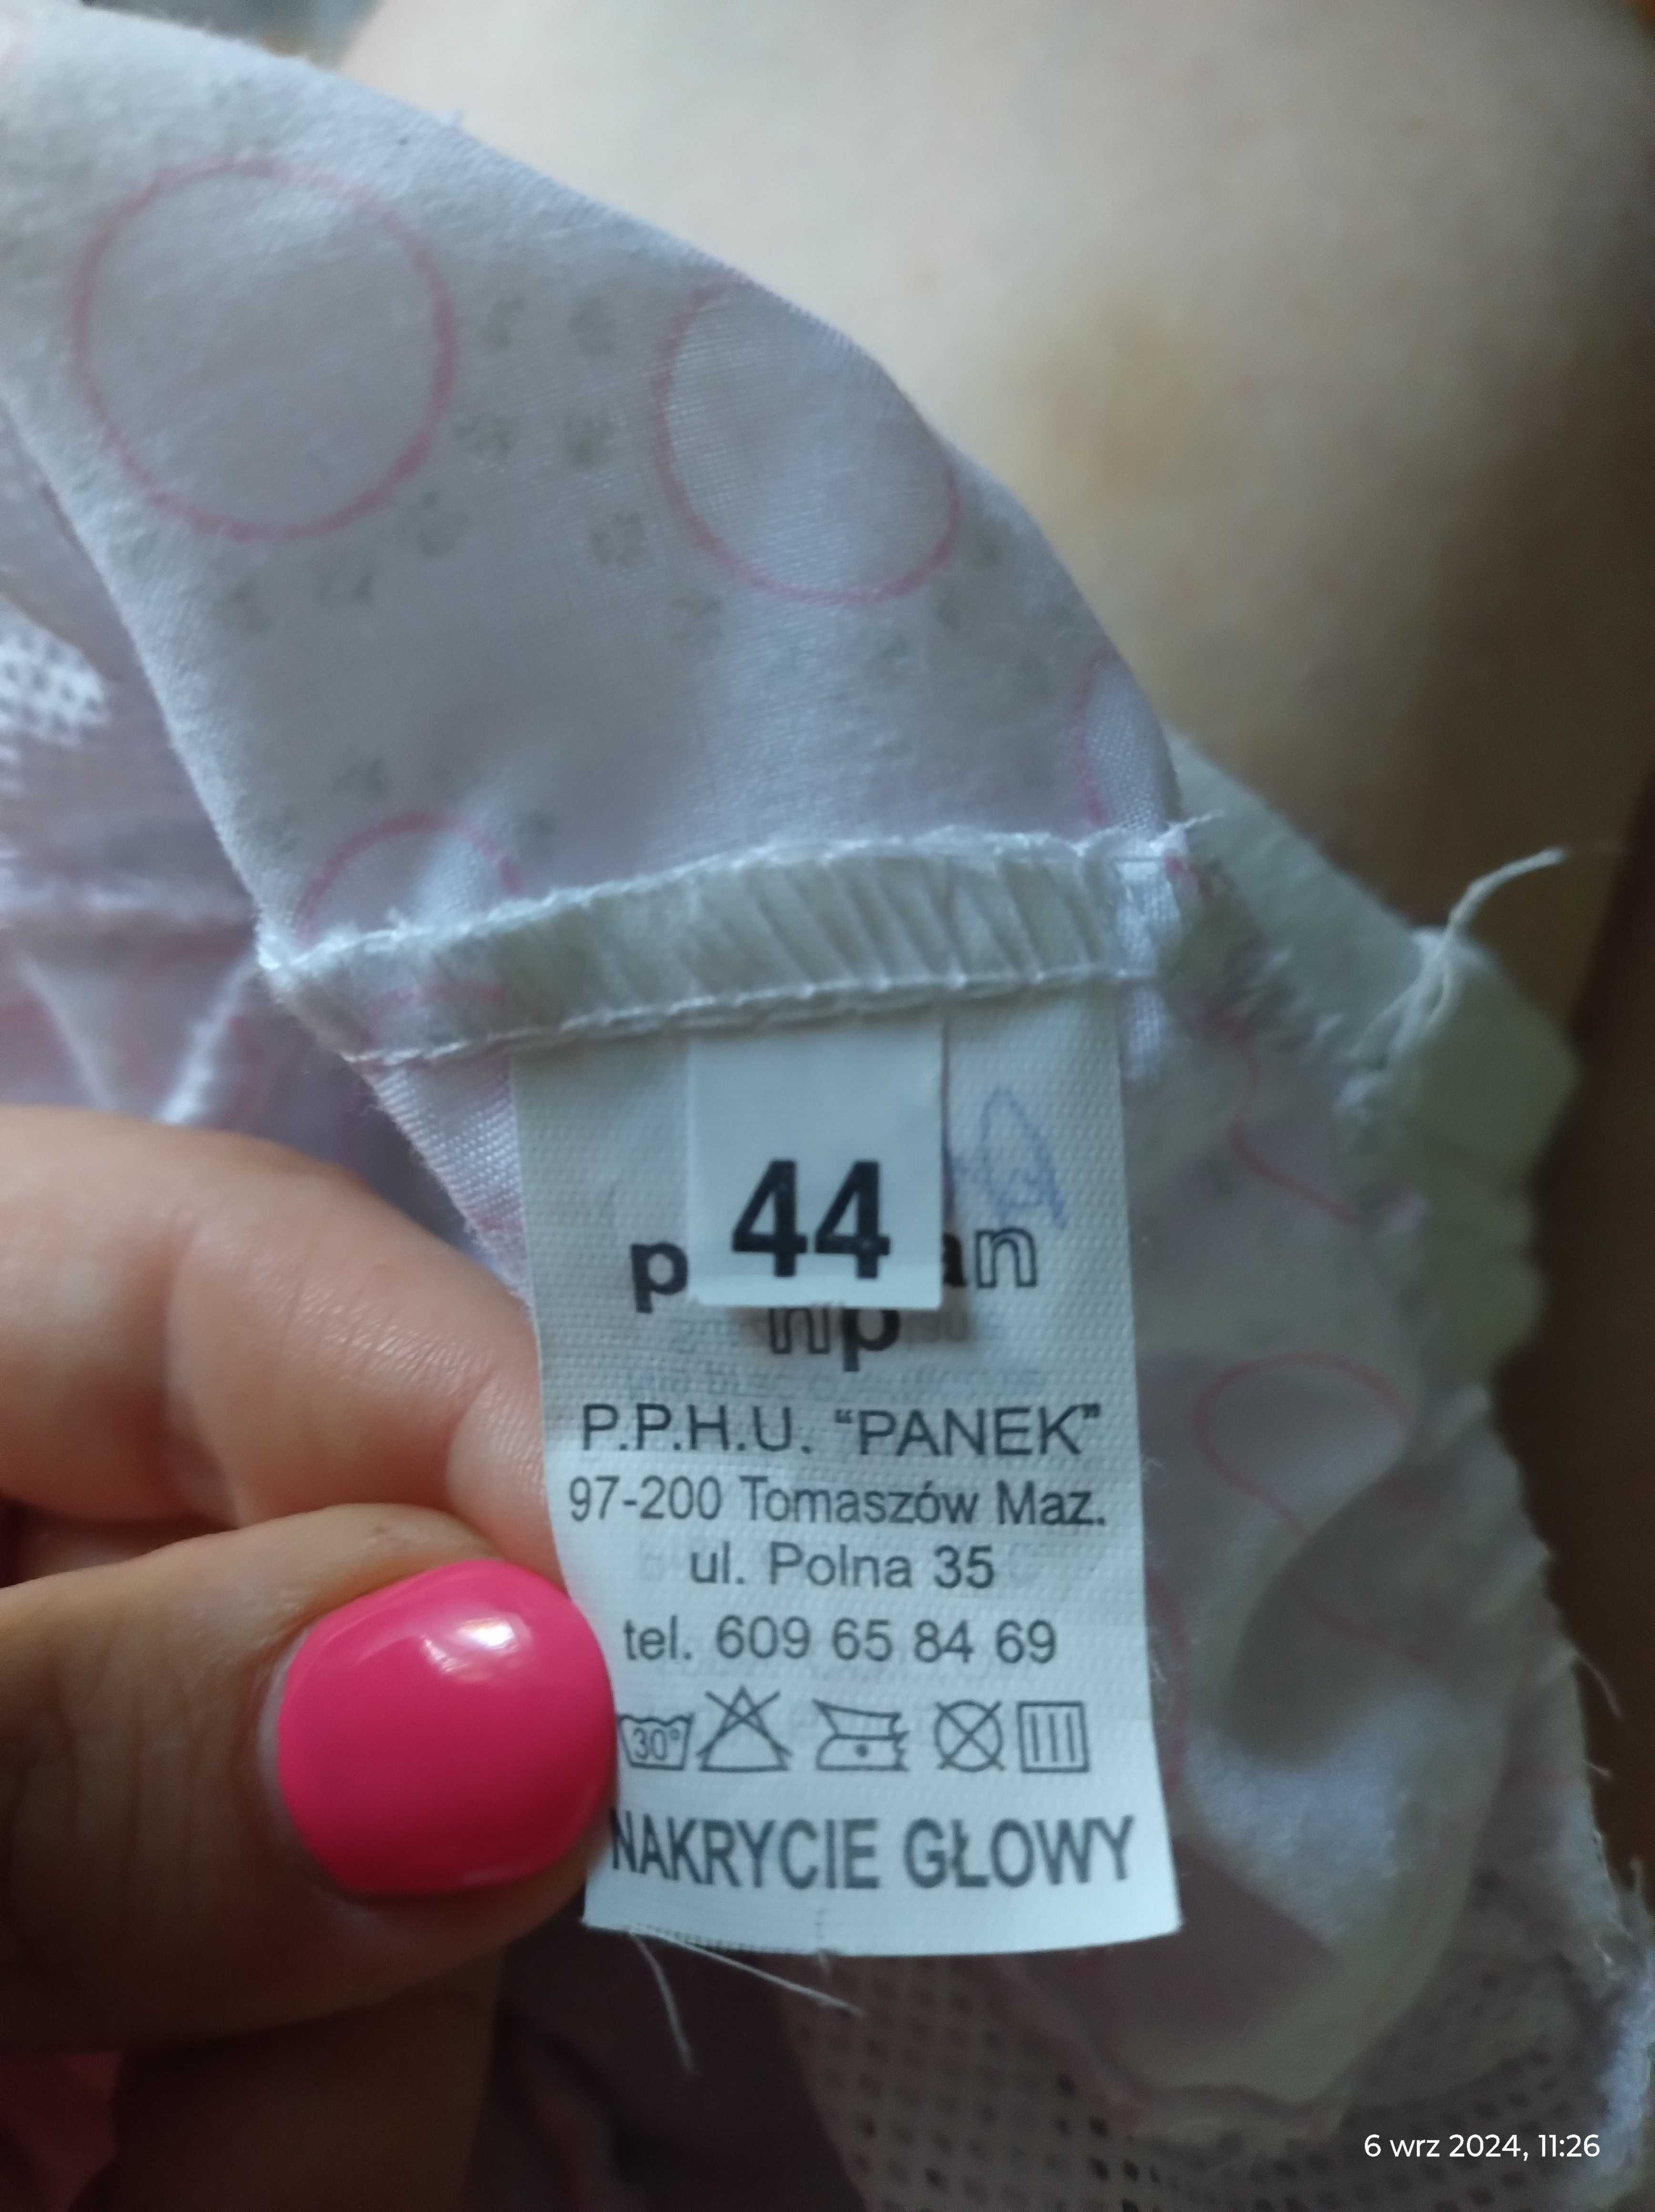 44
np
P.P.H.U. “PANEK”
97-200 Tomaszów Maz.
ul. Polna 35
tel. 609 65 84 69
30°
NAKRYCIE GŁOWY
6 wrz 2024, 11:26